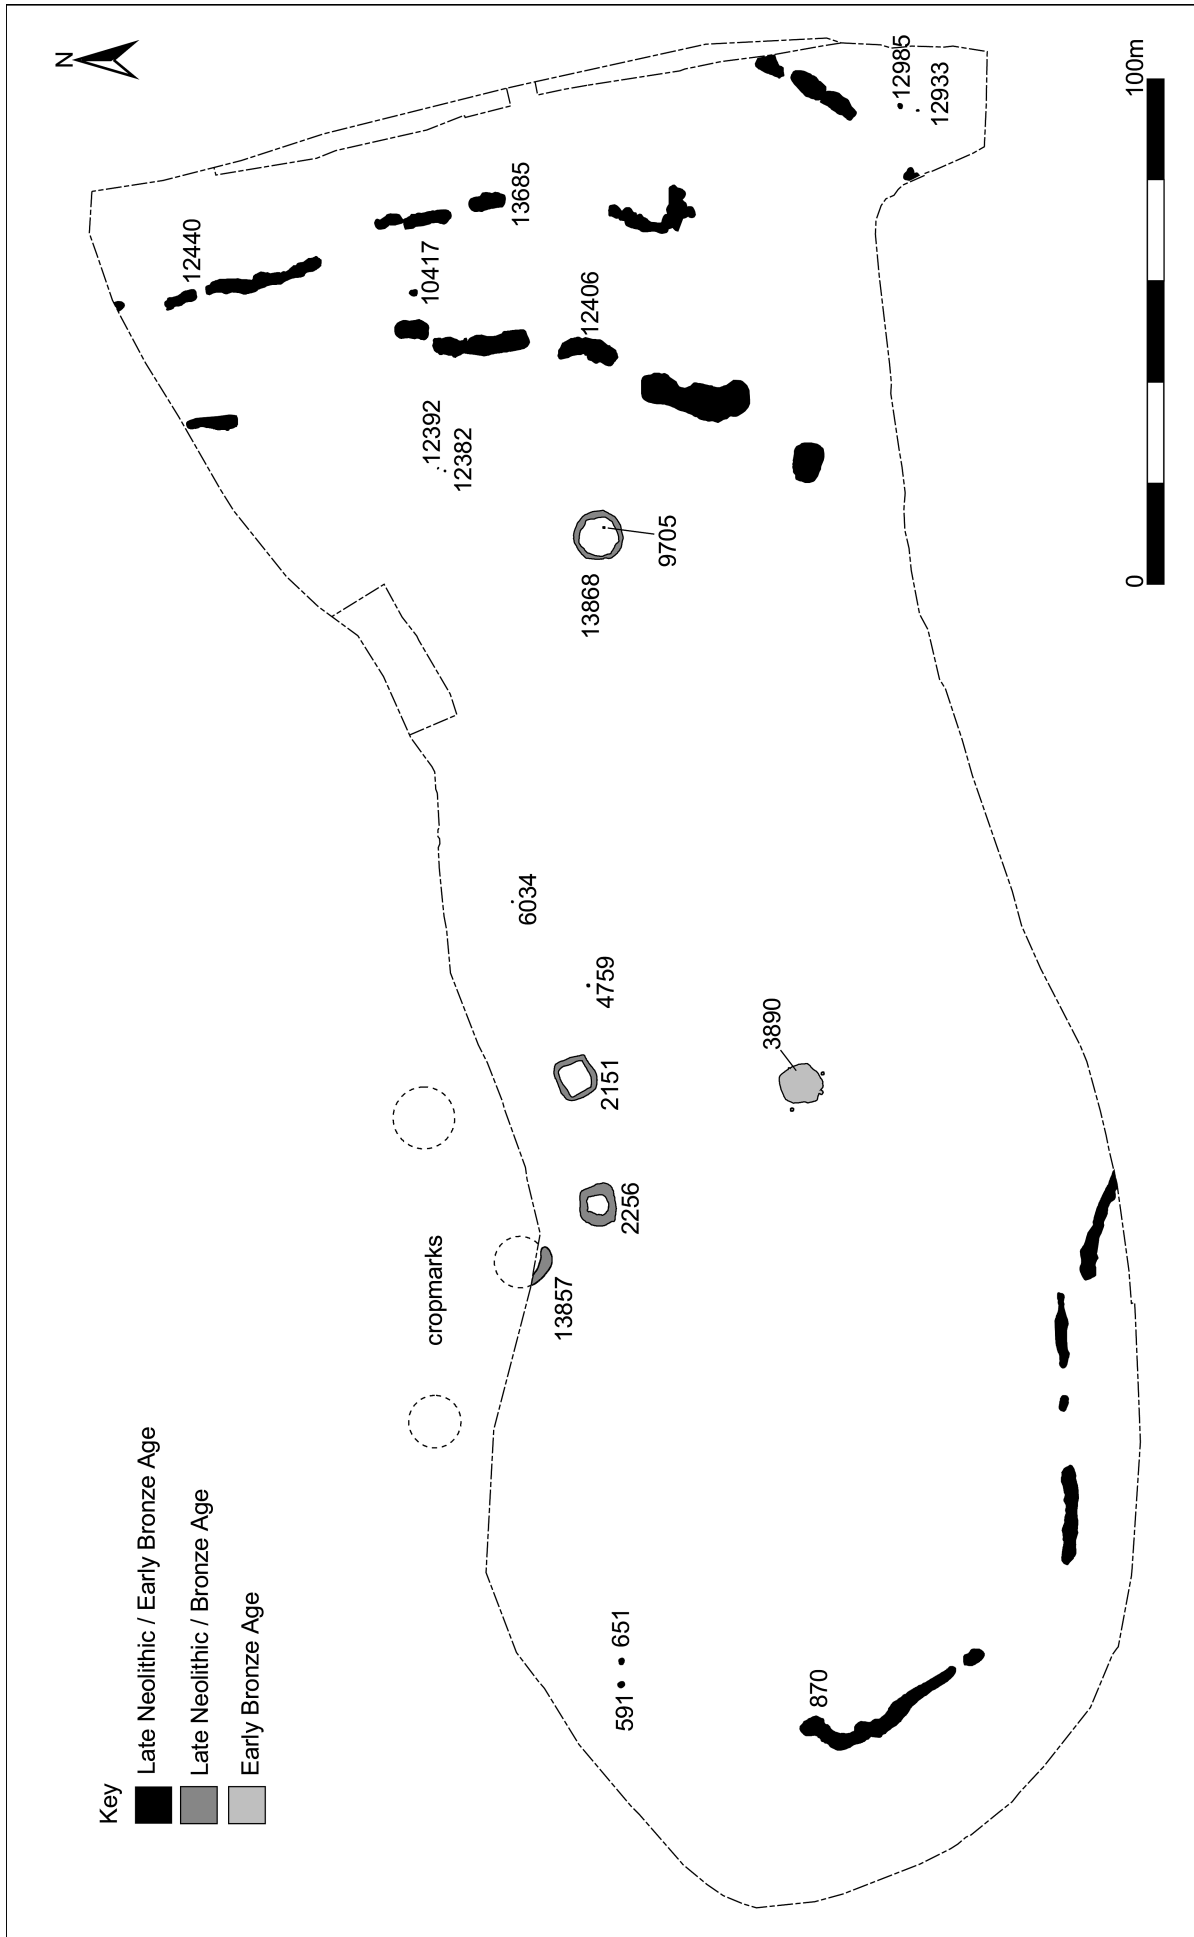 N
Key
Late Neolithic / Early Bronze Age
Late Neolithic / Bronze Age
Early Bronze Age
cropmarks
12440
13685
10417
12406
12392
12382
13868
9705
12985
12933
6034
4759
2151
2256
13857
3890
591
651
870
0
100m